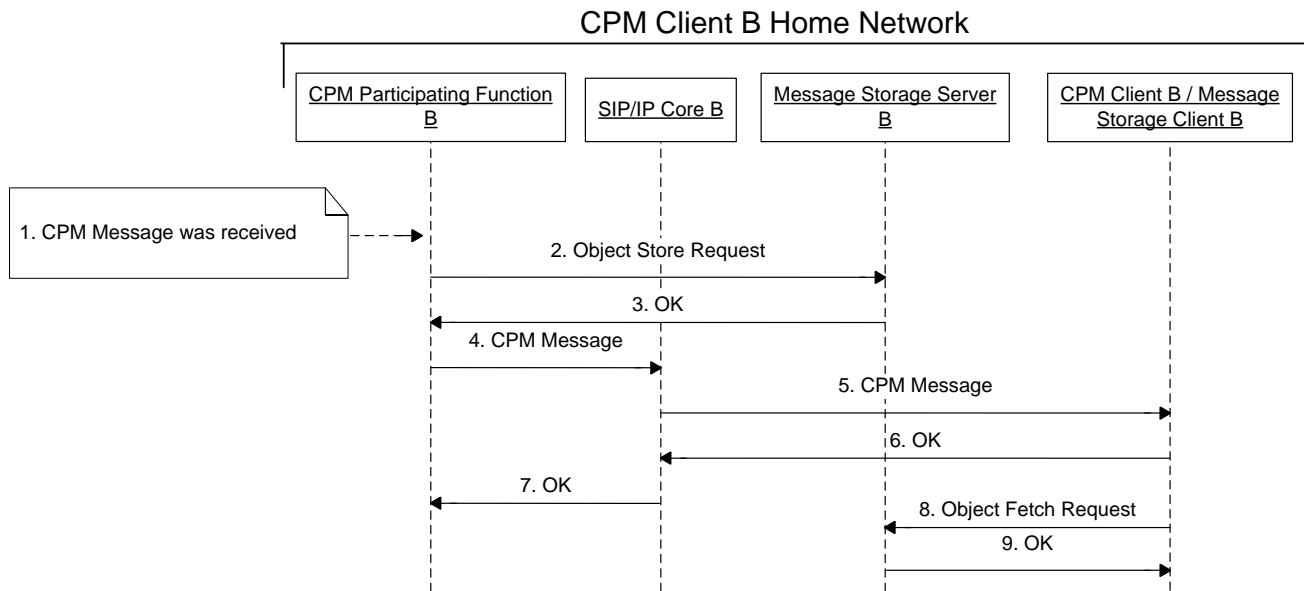 CPM Client B Home Network
CPM Participating Function
B
SIP/IP Core B
Message Storage Server
B
CPM Client B / Message
Storage Client B
1. CPM Message was received
2. Object Store Request
3. OK
4. CPM Message
5. CPM Message
6. OK
7. OK
8. Object Fetch Request
9. OK